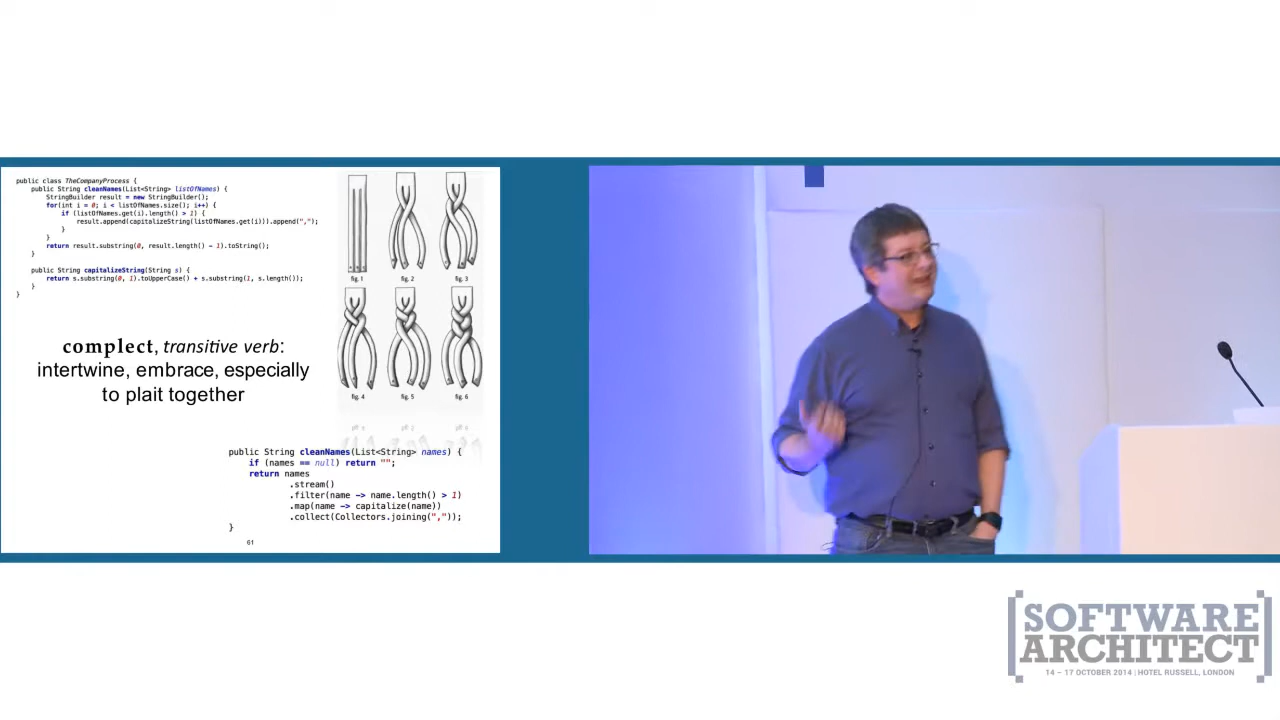 public class TheCompanyProcess {
public String cleanNames(List<String> listOfNames) {
StringBuilder result = new StringBuilder();
for(int i = 0; i < listOfNames.size(); i++) {
if (listOfNames.get(i).length() > 1) {
result.append(capitalizeString(listOfNames.get(i))).append(",");
}
}
return result.substring(0, result.length() - 1).toString();
}
public String capitalizeString(String s) {
return s.substring(0, 1).toUpperCase() + s.substring(1, s.length());
}
}
fig. 1
fig. 2
fig. 3
fig. 4
fig. 5
fig. 6
complect, transitive verb:
intertwine, embrace, especially
to plait together
public String cleanNames(List<String> names) {
if (names == null) return "";
return names
.stream()
.filter(name -> name.length() > 1)
.map(name -> capitalize(name))
.collect(Collectors.joining(","));
}
61
[SOFTWARE
ARCHITECT]
14 – 17 OCTOBER 2014 | HOTEL RUSSELL, LONDON